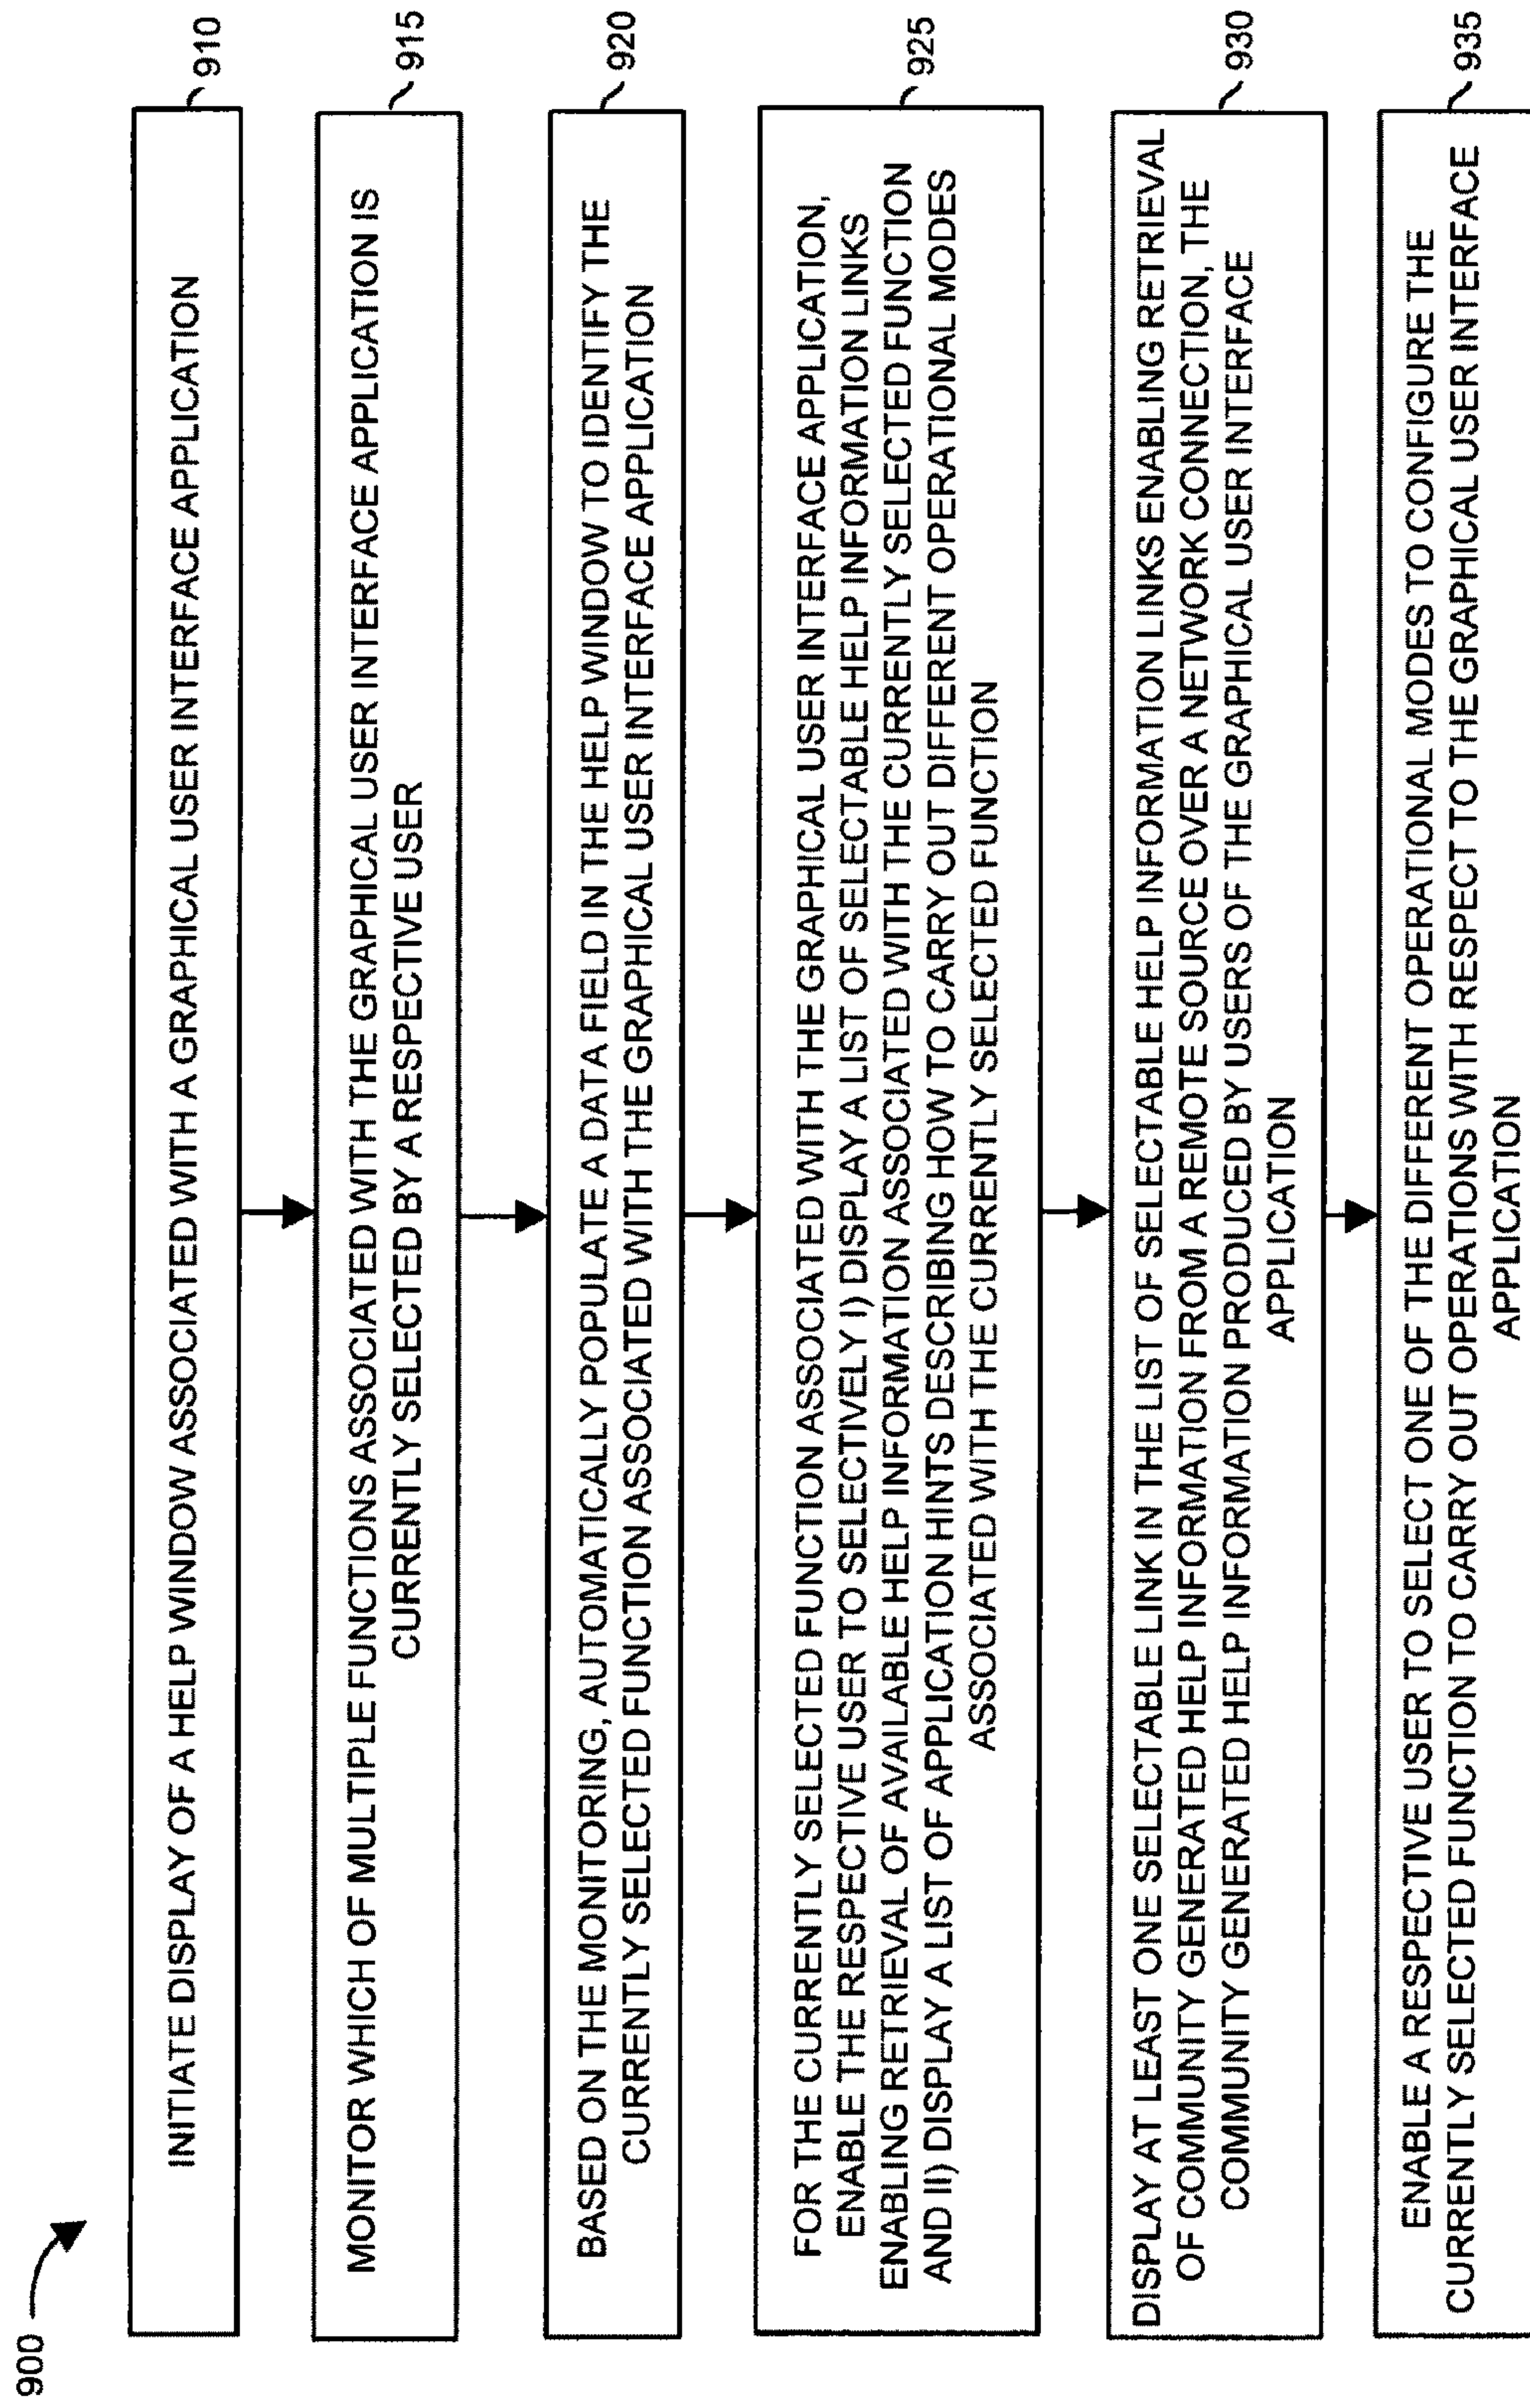 900
INITIATE DISPLAY OF A HELP WINDOW ASSOCIATED WITH A GRAPHICAL USER INTERFACE APPLICATION
910
MONITOR WHICH OF MULTIPLE FUNCTIONS ASSOCIATED WITH THE GRAPHICAL USER INTERFACE APPLICATION IS
CURRENTLY SELECTED BY A RESPECTIVE USER
915
BASED ON THE MONITORING, AUTOMATICALLY POPULATE A DATA FIELD IN THE HELP WINDOW TO IDENTIFY THE
CURRENTLY SELECTED FUNCTION ASSOCIATED WITH THE GRAPHICAL USER INTERFACE APPLICATION
920
FOR THE CURRENTLY SELECTED FUNCTION ASSOCIATED WITH THE GRAPHICAL USER INTERFACE APPLICATION,
ENABLE THE RESPECTIVE USER TO SELECTIVELY I) DISPLAY A LIST OF SELECTABLE HELP INFORMATION LINKS
ENABLING RETRIEVAL OF AVAILABLE HELP INFORMATION ASSOCIATED WITH THE CURRENTLY SELECTED FUNCTION
AND II) DISPLAY A LIST OF APPLICATION HINTS DESCRIBING HOW TO CARRY OUT DIFFERENT OPERATIONAL MODES
ASSOCIATED WITH THE CURRENTLY SELECTED FUNCTION
925
DISPLAY AT LEAST ONE SELECTABLE LINK IN THE LIST OF SELECTABLE HELP INFORMATION LINKS ENABLING RETRIEVAL
OF COMMUNITY GENERATED HELP INFORMATION FROM A REMOTE SOURCE OVER A NETWORK CONNECTION, THE
COMMUNITY GENERATED HELP INFORMATION PRODUCED BY USERS OF THE GRAPHICAL USER INTERFACE
APPLICATION
930
ENABLE A RESPECTIVE USER TO SELECT ONE OF THE DIFFERENT OPERATIONAL MODES TO CONFIGURE THE
CURRENTLY SELECTED FUNCTION TO CARRY OUT OPERATIONS WITH RESPECT TO THE GRAPHICAL USER INTERFACE
APPLICATION
935